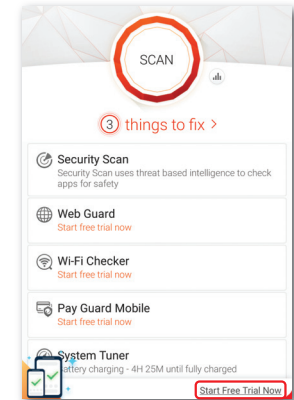 SCAN
3 things to fix >
Security Scan
Security Scan uses threat based intelligence to check
apps for safety
Web Guard
Start free trial now
Wi-Fi Checker
Start free trial now
Pay Guard Mobile
Start free trial now
System Tuner
attery charging - 4H 25M until fully charged
Start Free Trial Now